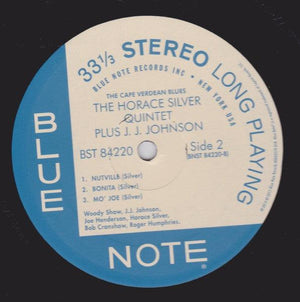 33 1/3 STEREO LONG PLAYING
BLUE NOTE RECORDS INC • NEW YORK USA
THE CAPE VERDEAN BLUES
THE HORACE SILVER
QUINTET
PLUS J. J. JOHNSON
BST 84220
Side 2
(BNST 84220-B)
1. NUTVILLE (Silver)
2. BONITA (Silver)
3. MO' JOE (Silver)
Woody Shaw, J.J. Johnson,
Joe Henderson, Horace Silver,
Bob Cranshaw, Roger Humphries.
BLUE
NOTE
®